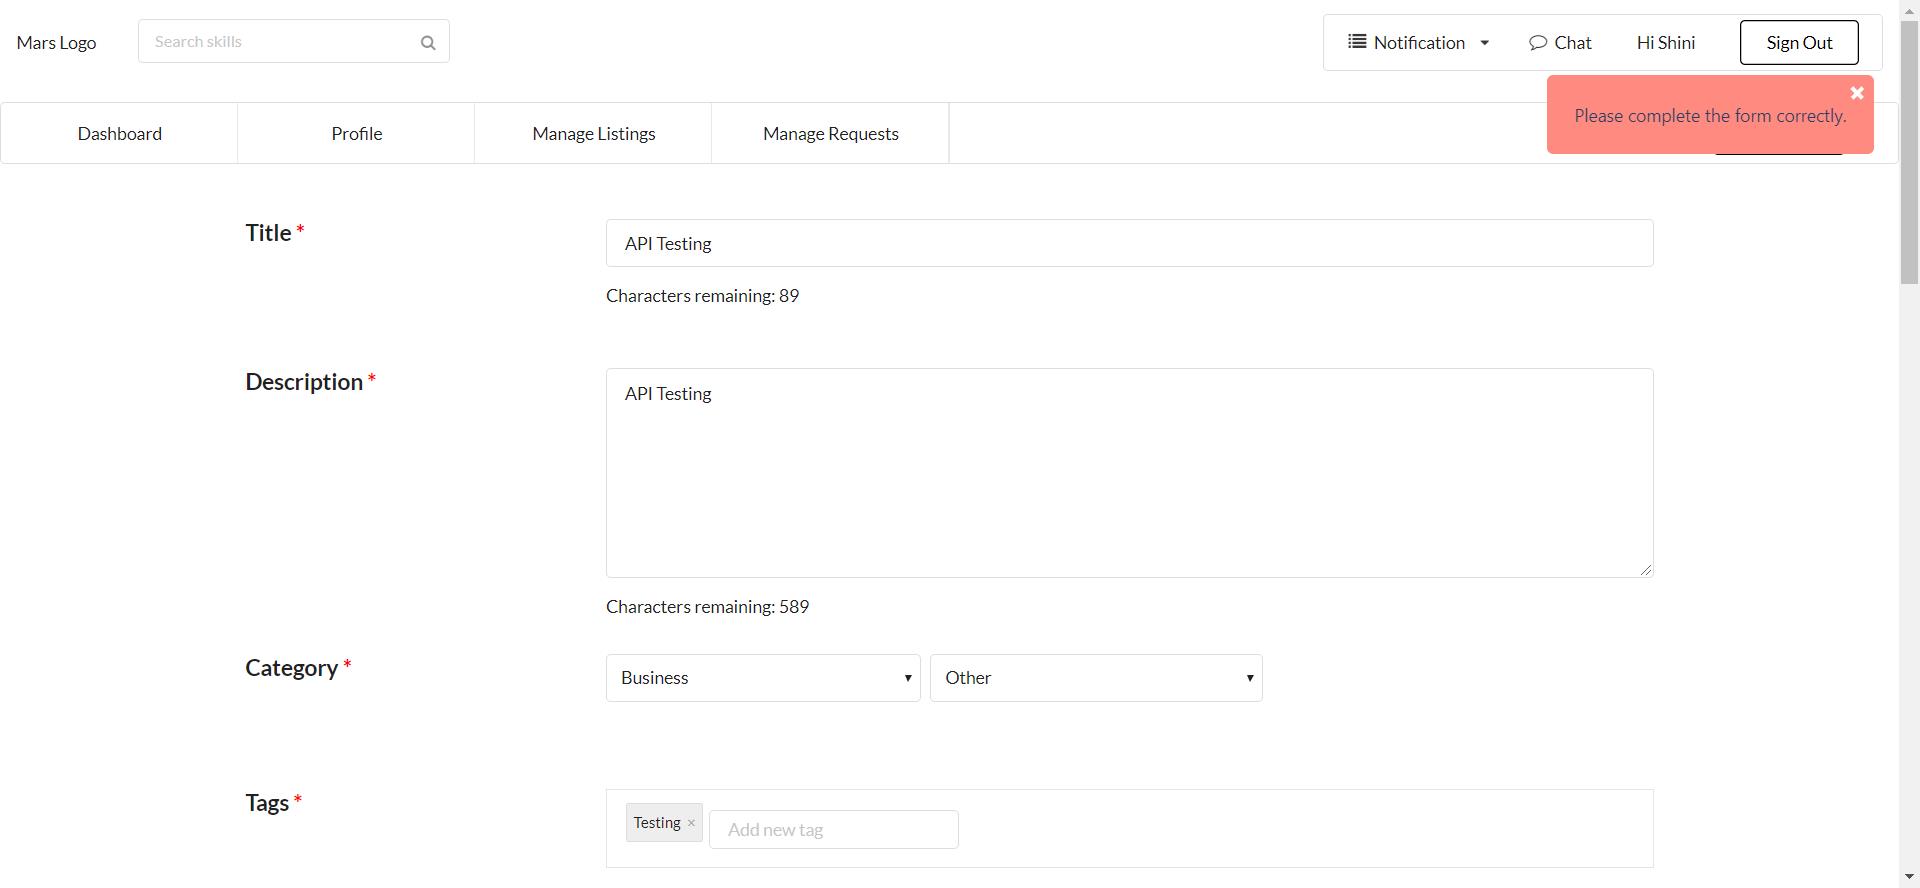 Mars Logo
Search skills
Notification
Chat
Hi Shini
Sign Out
Please complete the form correctly.
Dashboard
Profile
Manage Listings
Manage Requests
Title *
API Testing
Characters remaining: 89
Description *
API Testing
Characters remaining: 589
Category *
Business
Other
Tags *
Testing ×
Add new tag